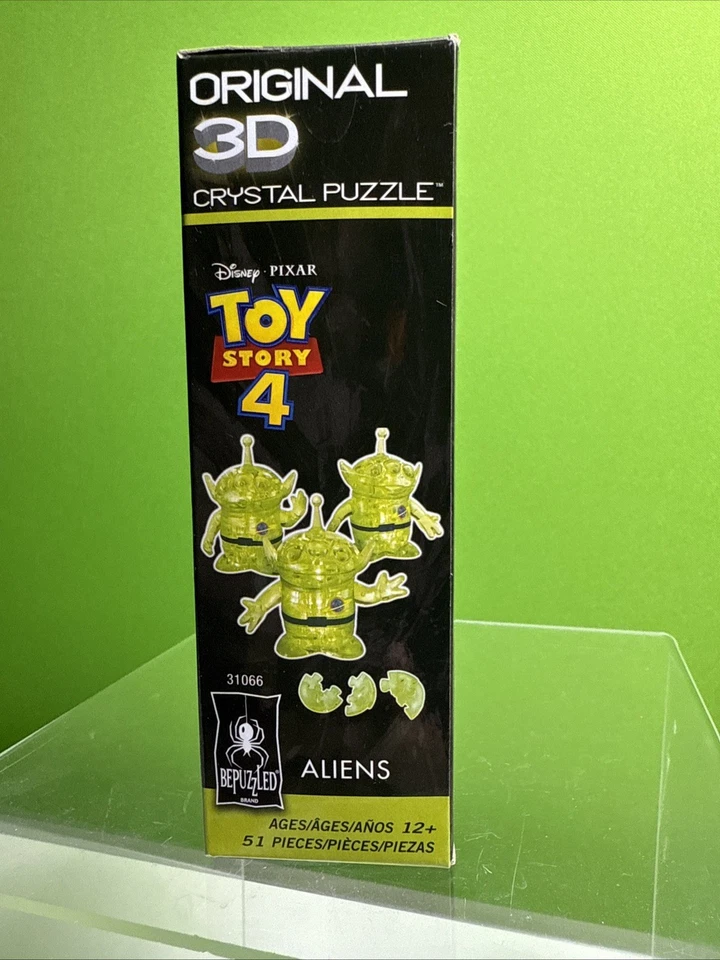 ORIGINAL
3D
CRYSTAL PUZZLE™
Disney · PIXAR
TOY
STORY
4
31066
BEPUZZLED®
BRAND
ALIENS
AGES/ÂGES/AÑOS 12+
51 PIECES/PIÈCES/PIEZAS